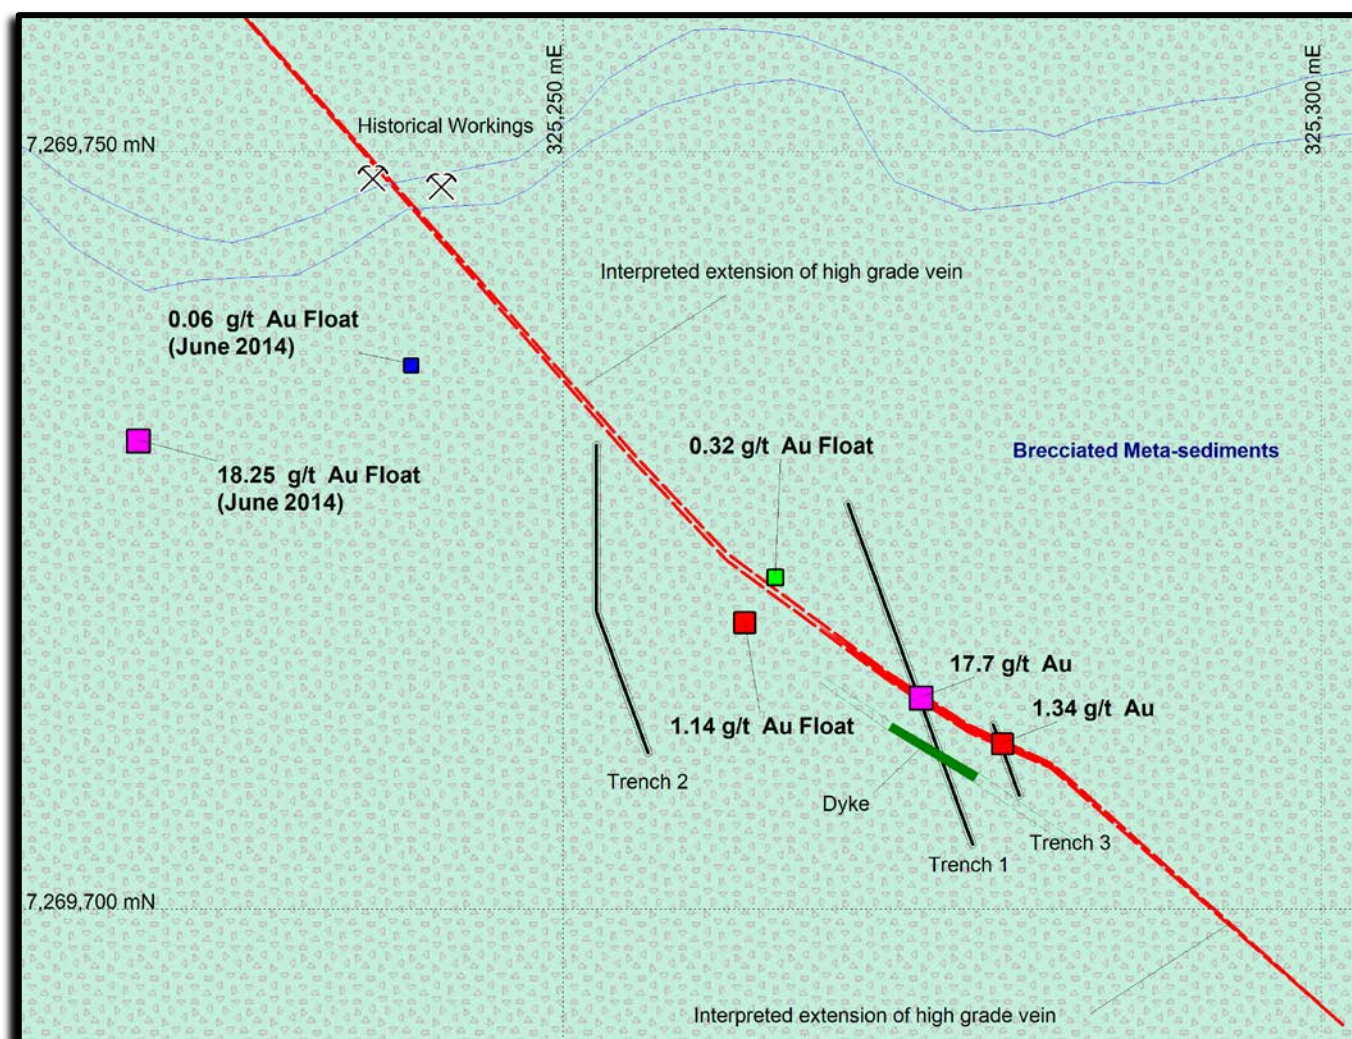 325,250 mE
325,300 mE
Historical Workings
7,269,750 mN
Interpreted extension of high grade vein
0.06 g/t Au Float
(June 2014)
0.32 g/t Au Float
Brecciated Meta-sediments
18.25 g/t Au Float
(June 2014)
17.7 g/t Au
1.34 g/t Au
1.14 g/t Au Float
Trench 2
Dyke
Trench 3
Trench 1
7,269,700 mN
Interpreted extension of high grade vein